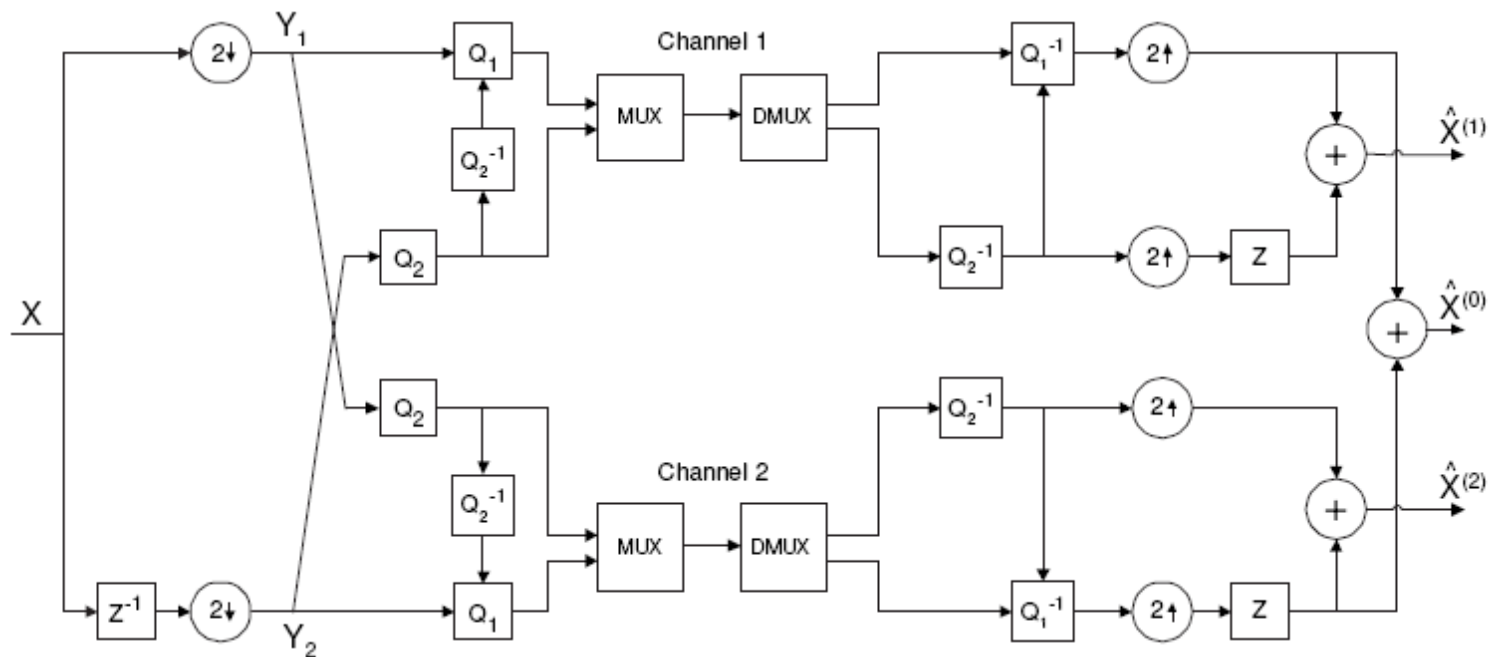 2↓ Y₁ Q₁ Channel 1 Q₁⁻¹ 2↑
MUX DMUX
Q₂⁻¹ + X̂⁽¹⁾
Q₂ Q₂⁻¹ 2↑ Z
X + X̂⁽⁰⁾
Q₂ Q₂⁻¹ 2↑
Channel 2
Q₂⁻¹ + X̂⁽²⁾
MUX DMUX
Z⁻¹ 2↓ Y₂ Q₁ Q₁⁻¹ 2↑ Z